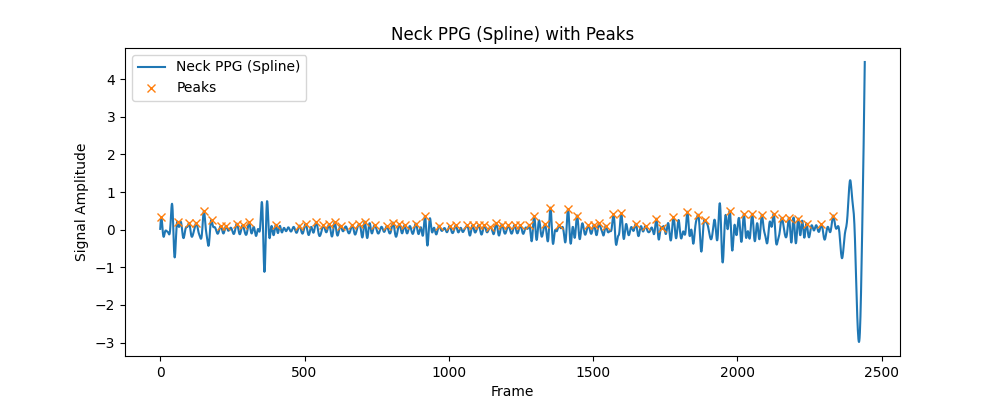 Neck PPG (Spline) with Peaks
Neck PPG (Spline)
Peaks
Signal Amplitude
4
3
2
1
0
−1
−2
−3
0 500 1000 1500 2000 2500
Frame